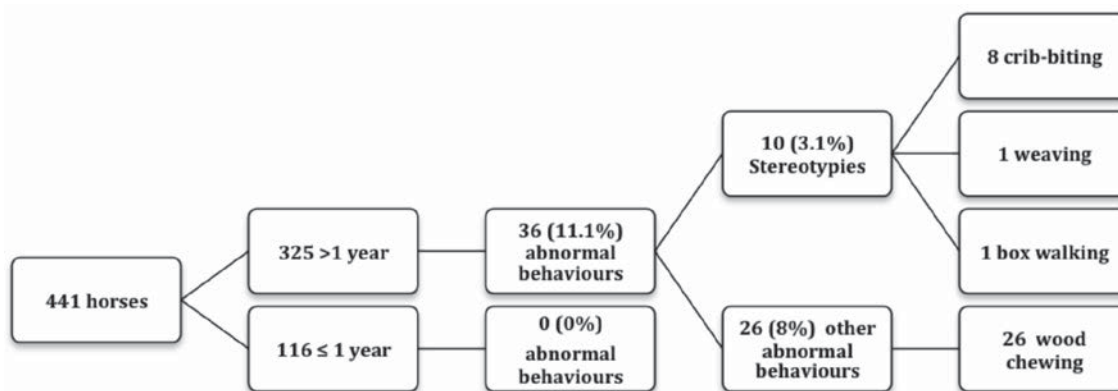 441 horses
325 >1 year
116 ≤ 1 year
36 (11.1%)
abnormal
behaviours
0 (0%)
abnormal
behaviours
10 (3.1%)
Stereotypies
26 (8%) other
abnormal
behaviours
8 crib-biting
1 weaving
1 box walking
26 wood
chewing